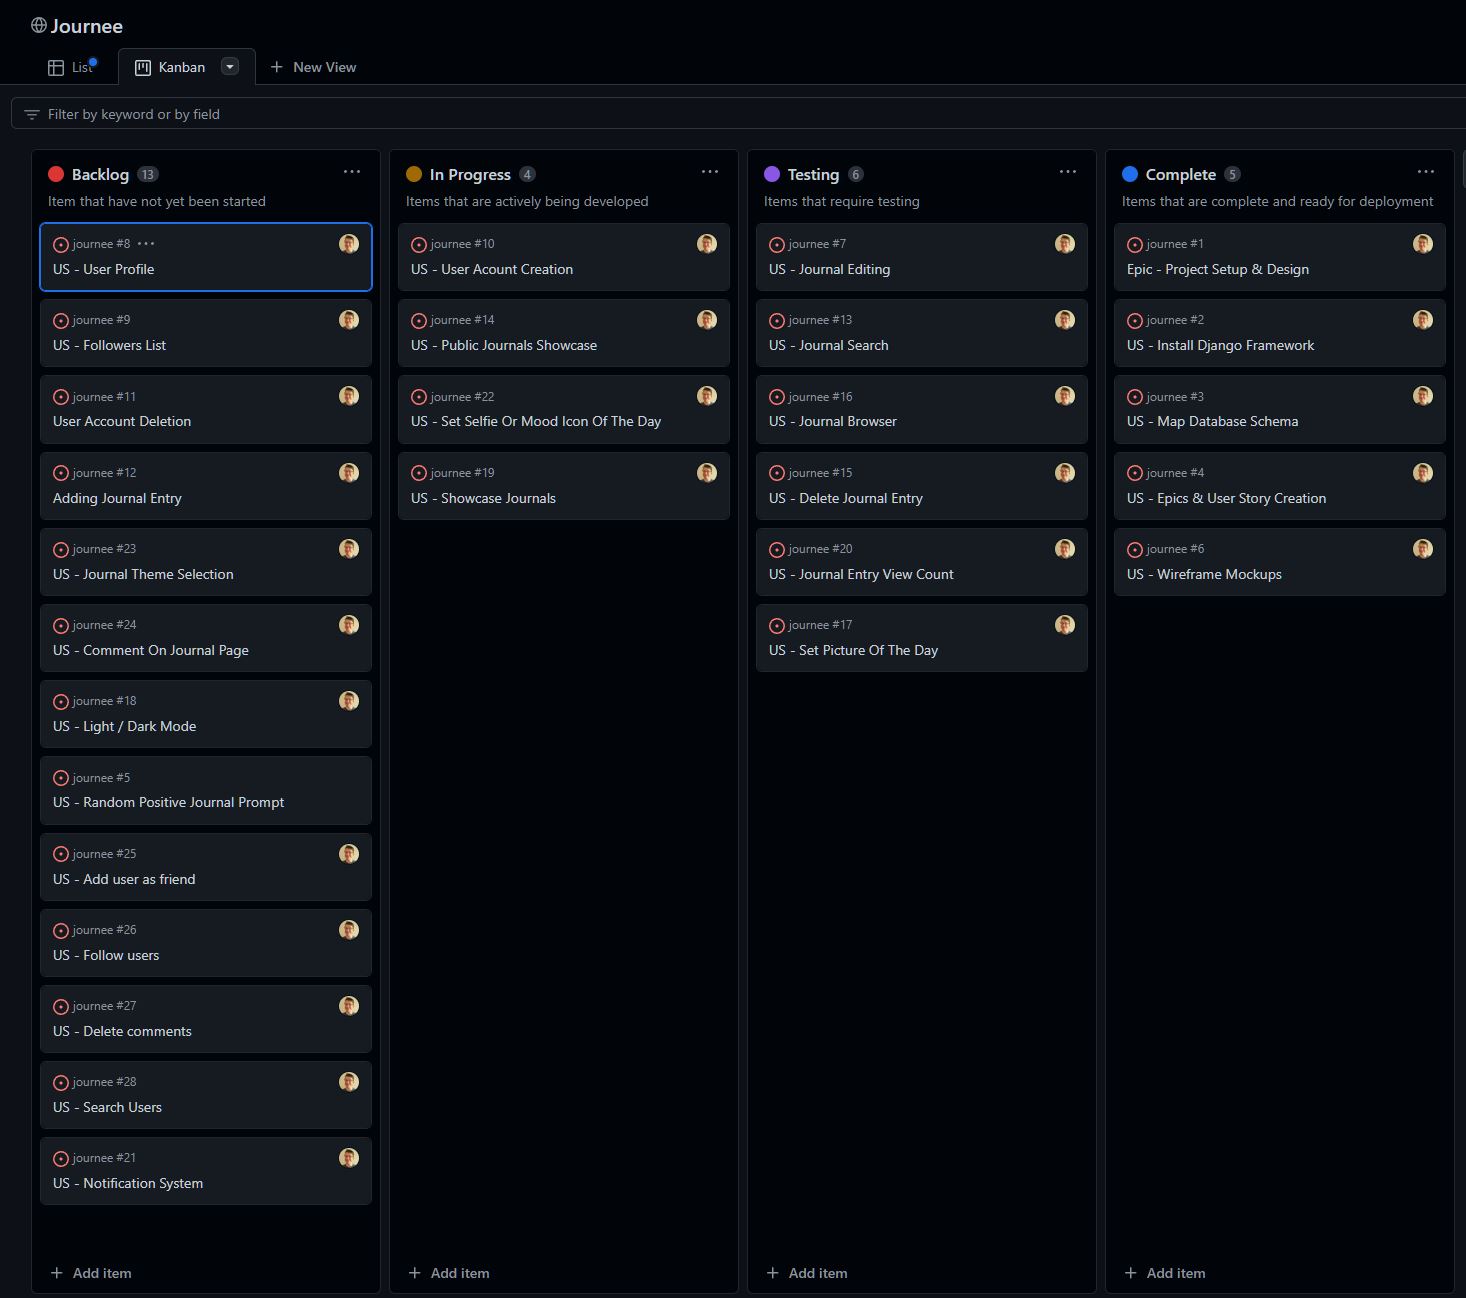 Journee
List
Kanban
New View
Filter by keyword or by field
Backlog 13
Item that have not yet been started
journee #8
US - User Profile
journee #9
US - Followers List
journee #11
User Account Deletion
journee #12
Adding Journal Entry
journee #23
US - Journal Theme Selection
journee #24
US - Comment On Journal Page
journee #18
US - Light / Dark Mode
journee #5
US - Random Positive Journal Prompt
journee #25
US - Add user as friend
journee #26
US - Follow users
journee #27
US - Delete comments
journee #28
US - Search Users
journee #21
US - Notification System
+ Add item
In Progress 4
Items that are actively being developed
journee #10
US - User Acount Creation
journee #14
US - Public Journals Showcase
journee #22
US - Set Selfie Or Mood Icon Of The Day
journee #19
US - Showcase Journals
+ Add item
Testing 6
Items that require testing
journee #7
US - Journal Editing
journee #13
US - Journal Search
journee #16
US - Journal Browser
journee #15
US - Delete Journal Entry
journee #20
US - Journal Entry View Count
journee #17
US - Set Picture Of The Day
+ Add item
Complete 5
Items that are complete and ready for deployment
journee #1
Epic - Project Setup & Design
journee #2
US - Install Django Framework
journee #3
US - Map Database Schema
journee #4
US - Epics & User Story Creation
journee #6
US - Wireframe Mockups
+ Add item